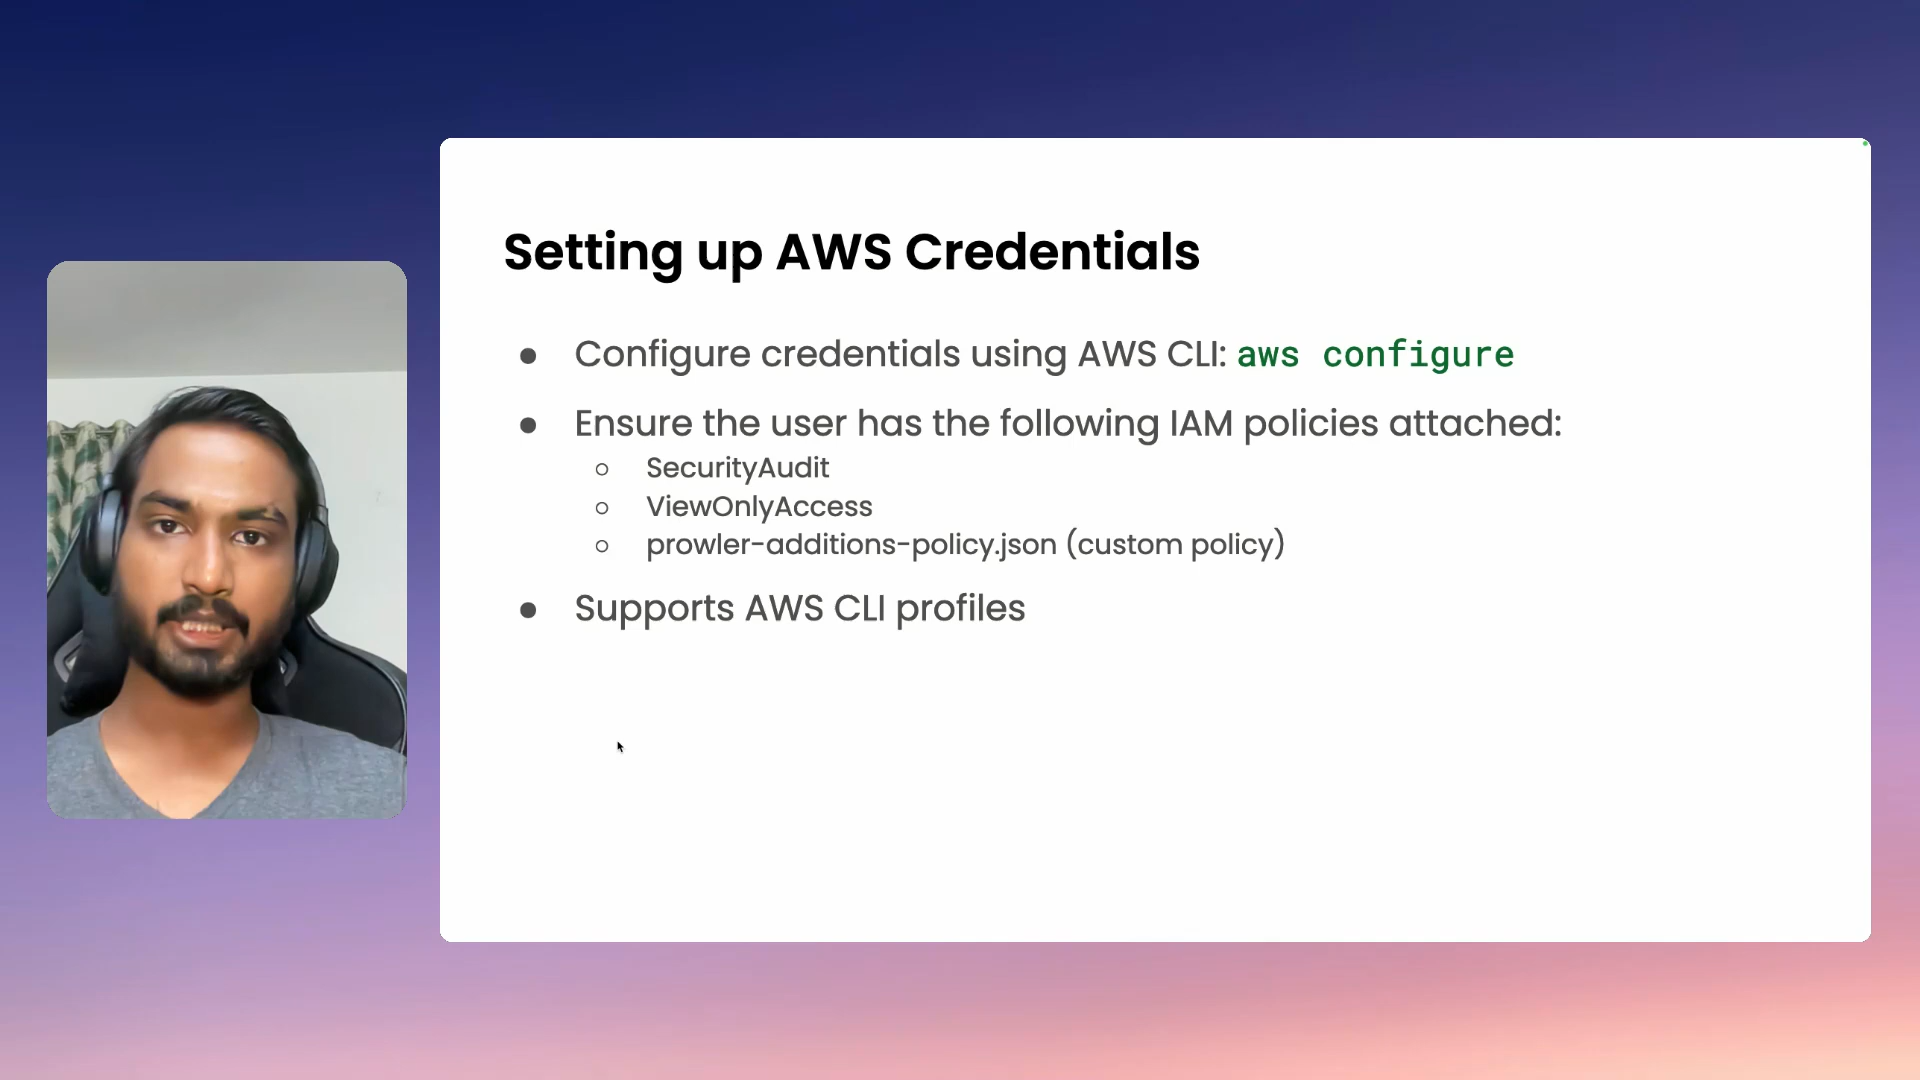 Setting up AWS Credentials
● Configure credentials using AWS CLI: aws configure
● Ensure the user has the following IAM policies attached:
○ SecurityAudit
○ ViewOnlyAccess
○ prowler-additions-policy.json (custom policy)
● Supports AWS CLI profiles